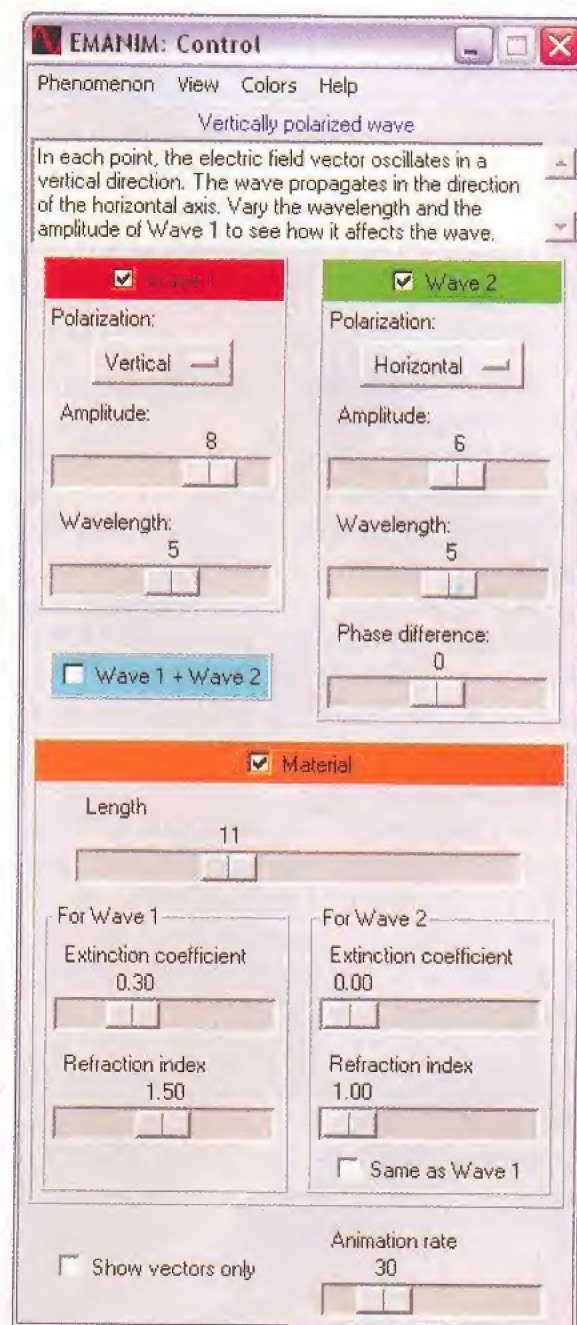 EMANIM: Control
Phenomenon View Colors Help
Vertically polarized wave
In each point, the electric field vector oscillates in a
vertical direction. The wave propagates in the direction
of the horizontal axis. Vary the wavelength and the
amplitude of Wave 1 to see how it affects the wave.
Wave 1
Polarization:
Vertical
Amplitude:
8
Wavelength:
5
Wave 2
Polarization:
Horizontal
Amplitude:
6
Wavelength:
5
Phase difference:
0
Wave 1 + Wave 2
Material
Length
11
For Wave 1
Extinction coefficient
0.30
Refraction index
1.50
For Wave 2
Extinction coefficient
0.00
Refraction index
1.00
Same as Wave 1
Show vectors only
Animation rate
30